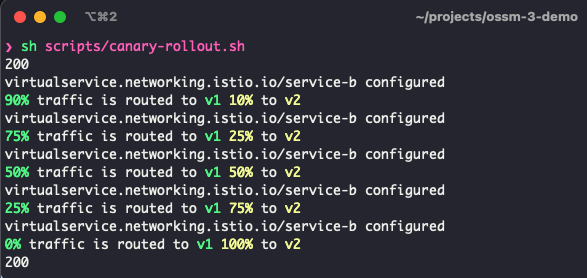 ⌥⌘2
~/projects/ossm-3-demo
❯ sh scripts/canary-rollout.sh
200
virtualservice.networking.istio.io/service-b configured
90% traffic is routed to v1 10% to v2
virtualservice.networking.istio.io/service-b configured
75% traffic is routed to v1 25% to v2
virtualservice.networking.istio.io/service-b configured
50% traffic is routed to v1 50% to v2
virtualservice.networking.istio.io/service-b configured
25% traffic is routed to v1 75% to v2
virtualservice.networking.istio.io/service-b configured
0% traffic is routed to v1 100% to v2
200